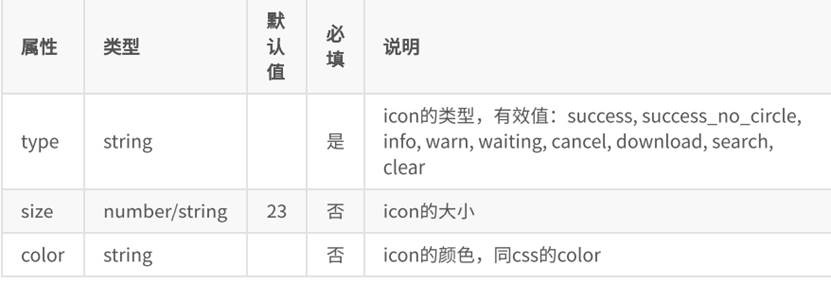 属性 类型 默认值 必填 说明
type string 是 icon的类型，有效值：success, success_no_circle,
info, warn, waiting, cancel, download, search,
clear
size number/string 23 否 icon的大小
color string 否 icon的颜色，同css的color